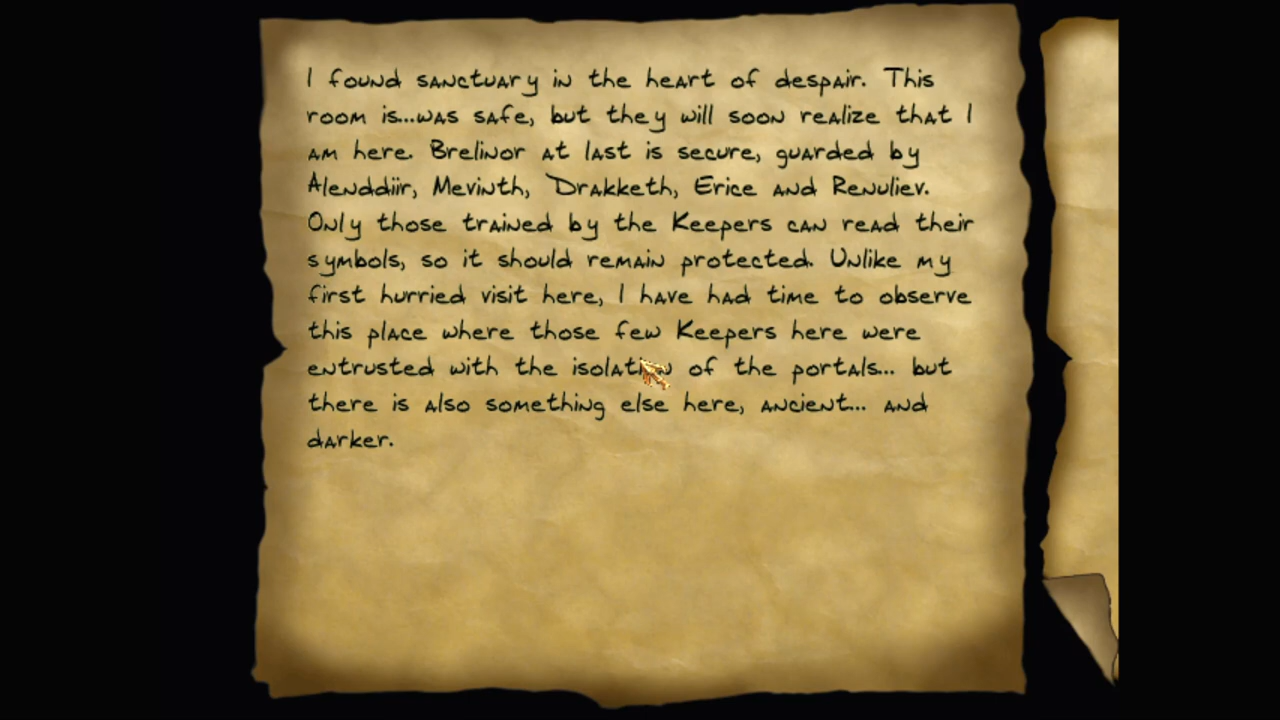 I found sanctuary in the heart of despair. This
room is...was safe, but they will soon realize that I
am here. Brelinor at last is secure, guarded by
Alenddiir, Mevinth, Drakketh, Erice and Renuliev.
Only those trained by the Keepers can read their
symbols, so it should remain protected. Unlike my
first hurried visit here, I have had time to observe
this place where those few Keepers here were
entrusted with the isolation of the portals... but
there is also something else here, ancient... and
darker.